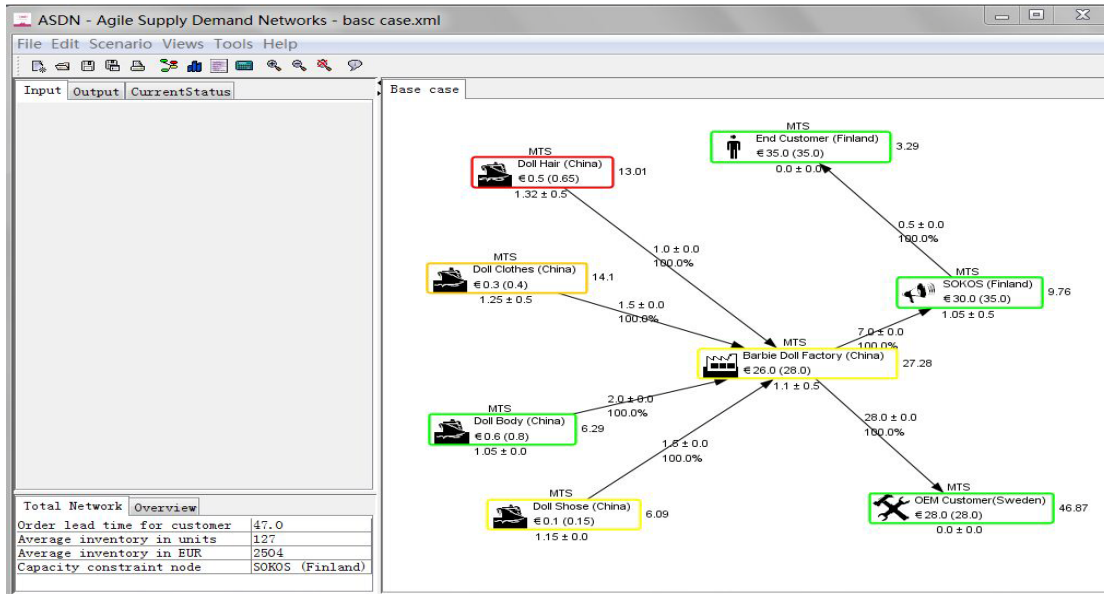 ASDN - Agile Supply Demand Networks - basc case.xml
File Edit Scenario Views Tools Help
Input Output CurrentStatus
Base case
MTS
End Customer (Finland)
€35.0 (35.0)
3.29
0.0 ± 0.0
MTS
Doll Hair (China)
€0.5 (0.65)
13.01
1.32 ± 0.5
0.5 ± 0.0
100.0%
1.0 ± 0.0
100.0%
MTS
Doll Clothes (China)
€0.3 (0.4)
14.1
1.25 ± 0.5
MTS
SOKOS (Finland)
€30.0 (35.0)
9.76
1.05 ± 0.5
1.5 ± 0.0
100.0%
7.0 ± 0.0
100.0%
MTS
Barbie Doll Factory (China)
€26.0 (28.0)
27.28
1.1 ± 0.5
2.0 ± 0.0
100.0%
MTS
Doll Body (China)
€0.6 (0.8)
6.29
1.05 ± 0.0
28.0 ± 0.0
100.0%
1.5 ± 0.0
100.0%
MTS
Doll Shose (China)
€0.1 (0.15)
6.09
1.15 ± 0.0
MTS
OEM Customer(Sweden)
€28.0 (28.0)
46.87
0.0 ± 0.0
Total Network Overview
Order lead time for customer 47.0
Average inventory in units 127
Average inventory in EUR 2504
Capacity constraint node SOKOS (Finland)